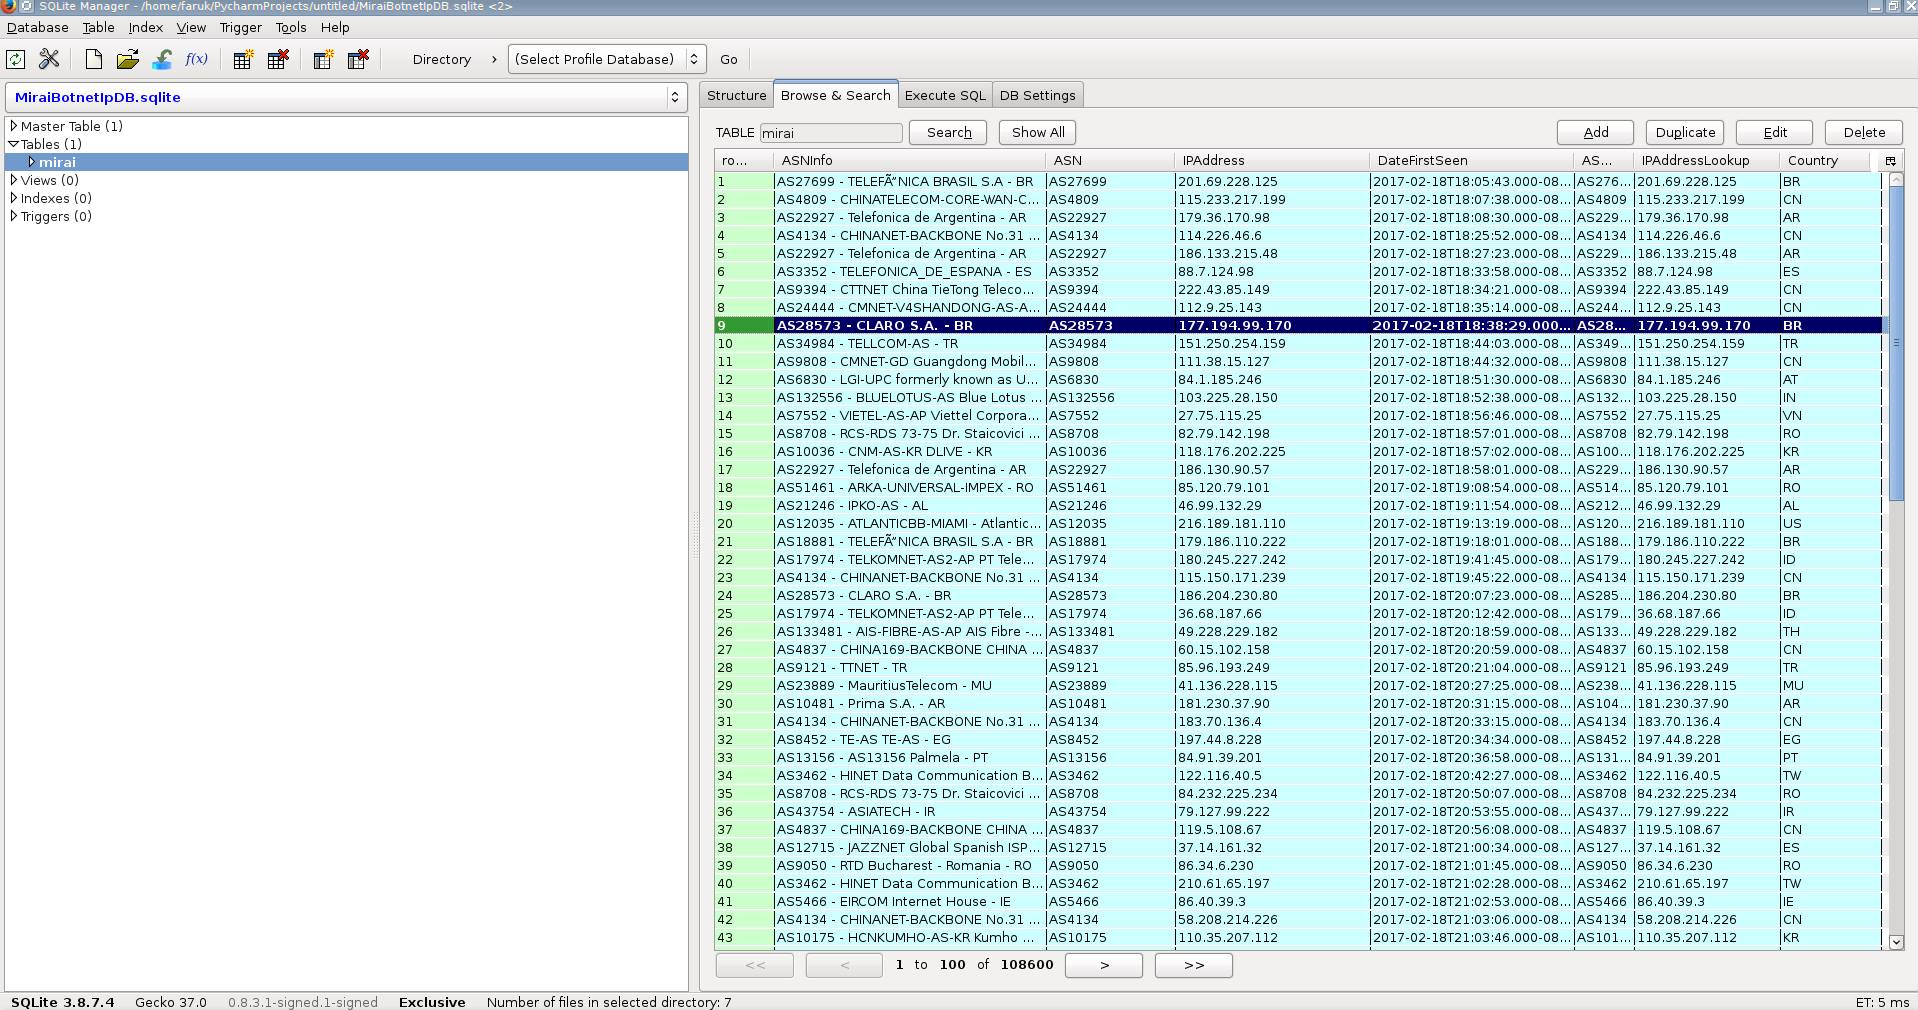 SQLite Manager - /home/faruk/PycharmProjects/untitled/MiraiBotnetIpDB.sqlite <2>
Database Table Index View Trigger Tools Help
f(x) Directory › (Select Profile Database) Go
MiraiBotnetIpDB.sqlite
Master Table (1)
Tables (1)
mirai
Views (0)
Indexes (0)
Triggers (0)
Structure Browse & Search Execute SQL DB Settings
TABLE mirai Search Show All Add Duplicate Edit Delete
ro... ASNInfo ASN IPAddress DateFirstSeen AS... IPAddressLookup Country
1 AS27699 - TELEFÃ"NICA BRASIL S.A - BR AS27699 201.69.228.125 2017-02-18T18:05:43.000-08... AS276... 201.69.228.125 BR
2 AS4809 - CHINATELECOM-CORE-WAN-C... AS4809 115.233.217.199 2017-02-18T18:07:38.000-08... AS4809 115.233.217.199 CN
3 AS22927 - Telefonica de Argentina - AR AS22927 179.36.170.98 2017-02-18T18:08:30.000-08... AS229... 179.36.170.98 AR
4 AS4134 - CHINANET-BACKBONE No.31 ... AS4134 114.226.46.6 2017-02-18T18:25:52.000-08... AS4134 114.226.46.6 CN
5 AS22927 - Telefonica de Argentina - AR AS22927 186.133.215.48 2017-02-18T18:27:23.000-08... AS229... 186.133.215.48 AR
6 AS3352 - TELEFONICA_DE_ESPANA - ES AS3352 88.7.124.98 2017-02-18T18:33:58.000-08... AS3352 88.7.124.98 ES
7 AS9394 - CTTNET China TieTong Teleco... AS9394 222.43.85.149 2017-02-18T18:34:21.000-08... AS9394 222.43.85.149 CN
8 AS24444 - CMNET-V4SHANDONG-AS-A... AS24444 112.9.25.143 2017-02-18T18:35:14.000-08... AS244... 112.9.25.143 CN
9 AS28573 - CLARO S.A. - BR AS28573 177.194.99.170 2017-02-18T18:38:29.000... AS28... 177.194.99.170 BR
10 AS34984 - TELLCOM-AS - TR AS34984 151.250.254.159 2017-02-18T18:44:03.000-08... AS349... 151.250.254.159 TR
11 AS9808 - CMNET-GD Guangdong Mobil... AS9808 111.38.15.127 2017-02-18T18:44:32.000-08... AS9808 111.38.15.127 CN
12 AS6830 - LGI-UPC formerly known as U... AS6830 84.1.185.246 2017-02-18T18:51:30.000-08... AS6830 84.1.185.246 AT
13 AS132556 - BLUELOTUS-AS Blue Lotus ... AS132556 103.225.28.150 2017-02-18T18:52:38.000-08... AS132... 103.225.28.150 IN
14 AS7552 - VIETEL-AS-AP Viettel Corpora... AS7552 27.75.115.25 2017-02-18T18:56:46.000-08... AS7552 27.75.115.25 VN
15 AS8708 - RCS-RDS 73-75 Dr. Staicovici ... AS8708 82.79.142.198 2017-02-18T18:57:01.000-08... AS8708 82.79.142.198 RO
16 AS10036 - CNM-AS-KR DLIVE - KR AS10036 118.176.202.225 2017-02-18T18:57:02.000-08... AS100... 118.176.202.225 KR
17 AS22927 - Telefonica de Argentina - AR AS22927 186.130.90.57 2017-02-18T18:58:01.000-08... AS229... 186.130.90.57 AR
18 AS51461 - ARKA-UNIVERSAL-IMPEX - RO AS51461 85.120.79.101 2017-02-18T19:08:54.000-08... AS514... 85.120.79.101 RO
19 AS21246 - IPKO-AS - AL AS21246 46.99.132.29 2017-02-18T19:11:54.000-08... AS212... 46.99.132.29 AL
20 AS12035 - ATLANTICBB-MIAMI - Atlantic... AS12035 216.189.181.110 2017-02-18T19:13:19.000-08... AS120... 216.189.181.110 US
21 AS18881 - TELEFÃ"NICA BRASIL S.A - BR AS18881 179.186.110.222 2017-02-18T19:18:01.000-08... AS188... 179.186.110.222 BR
22 AS17974 - TELKOMNET-AS2-AP PT Tele... AS17974 180.245.227.242 2017-02-18T19:41:45.000-08... AS179... 180.245.227.242 ID
23 AS4134 - CHINANET-BACKBONE No.31 ... AS4134 115.150.171.239 2017-02-18T19:45:22.000-08... AS4134 115.150.171.239 CN
24 AS28573 - CLARO S.A. - BR AS28573 186.204.230.80 2017-02-18T20:07:23.000-08... AS285... 186.204.230.80 BR
25 AS17974 - TELKOMNET-AS2-AP PT Tele... AS17974 36.68.187.66 2017-02-18T20:12:42.000-08... AS179... 36.68.187.66 ID
26 AS133481 - AIS-FIBRE-AS-AP AIS Fibre -... AS133481 49.228.229.182 2017-02-18T20:18:59.000-08... AS133... 49.228.229.182 TH
27 AS4837 - CHINA169-BACKBONE CHINA ... AS4837 60.15.102.158 2017-02-18T20:20:59.000-08... AS4837 60.15.102.158 CN
28 AS9121 - TTNET - TR AS9121 85.96.193.249 2017-02-18T20:21:04.000-08... AS9121 85.96.193.249 TR
29 AS23889 - MauritiusTelecom - MU AS23889 41.136.228.115 2017-02-18T20:27:25.000-08... AS238... 41.136.228.115 MU
30 AS10481 - Prima S.A. - AR AS10481 181.230.37.90 2017-02-18T20:31:15.000-08... AS104... 181.230.37.90 AR
31 AS4134 - CHINANET-BACKBONE No.31 ... AS4134 183.70.136.4 2017-02-18T20:33:15.000-08... AS4134 183.70.136.4 CN
32 AS8452 - TE-AS TE-AS - EG AS8452 197.44.8.228 2017-02-18T20:34:34.000-08... AS8452 197.44.8.228 EG
33 AS13156 - AS13156 Palmela - PT AS13156 84.91.39.201 2017-02-18T20:36:58.000-08... AS131... 84.91.39.201 PT
34 AS3462 - HINET Data Communication B... AS3462 122.116.40.5 2017-02-18T20:42:27.000-08... AS3462 122.116.40.5 TW
35 AS8708 - RCS-RDS 73-75 Dr. Staicovici ... AS8708 84.232.225.234 2017-02-18T20:50:07.000-08... AS8708 84.232.225.234 RO
36 AS43754 - ASIATECH - IR AS43754 79.127.99.222 2017-02-18T20:53:55.000-08... AS437... 79.127.99.222 IR
37 AS4837 - CHINA169-BACKBONE CHINA ... AS4837 119.5.108.67 2017-02-18T20:56:08.000-08... AS4837 119.5.108.67 CN
38 AS12715 - JAZZNET Global Spanish ISP... AS12715 37.14.161.32 2017-02-18T21:00:34.000-08... AS127... 37.14.161.32 ES
39 AS9050 - RTD Bucharest - Romania - RO AS9050 86.34.6.230 2017-02-18T21:01:45.000-08... AS9050 86.34.6.230 RO
40 AS3462 - HINET Data Communication B... AS3462 210.61.65.197 2017-02-18T21:02:28.000-08... AS3462 210.61.65.197 TW
41 AS5466 - EIRCOM Internet House - IE AS5466 86.40.39.3 2017-02-18T21:02:53.000-08... AS5466 86.40.39.3 IE
42 AS4134 - CHINANET-BACKBONE No.31 ... AS4134 58.208.214.226 2017-02-18T21:03:06.000-08... AS4134 58.208.214.226 CN
43 AS10175 - HCNKUMHO-AS-KR Kumho ... AS10175 110.35.207.112 2017-02-18T21:03:46.000-08... AS101... 110.35.207.112 KR
<< < 1 to 100 of 108600 > >>
SQLite 3.8.7.4 Gecko 37.0 0.8.3.1-signed.1-signed Exclusive Number of files in selected directory: 7 ET: 5 ms